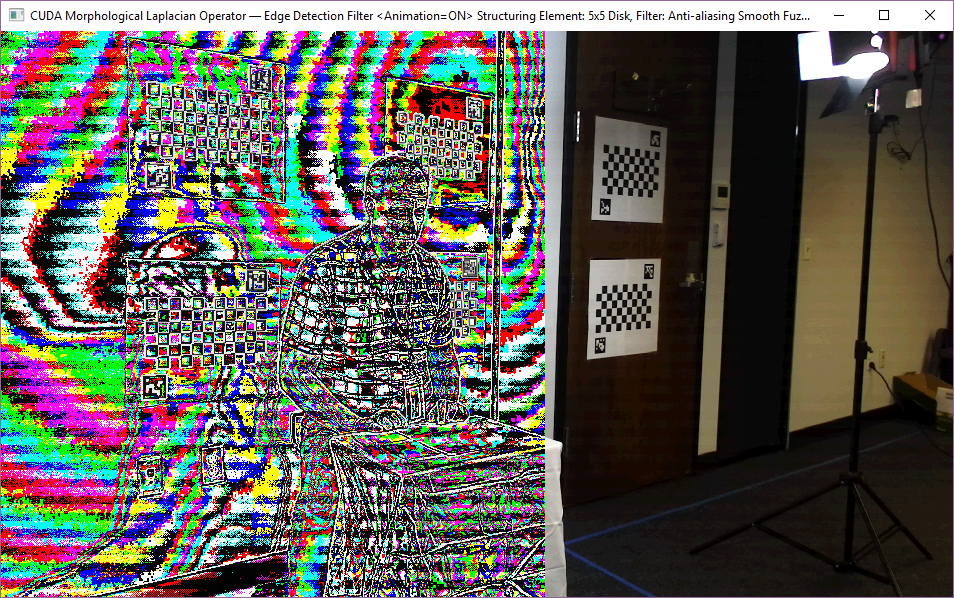 CUDA Morphological Laplacian Operator — Edge Detection Filter <Animation=ON> Structuring Element: 5x5 Disk, Filter: Anti-aliasing Smooth Fuz...